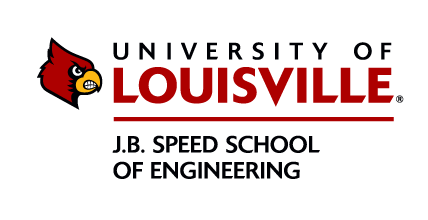 UNIVERSITY OF
LOUISVILLE®
J.B. SPEED SCHOOL
OF ENGINEERING